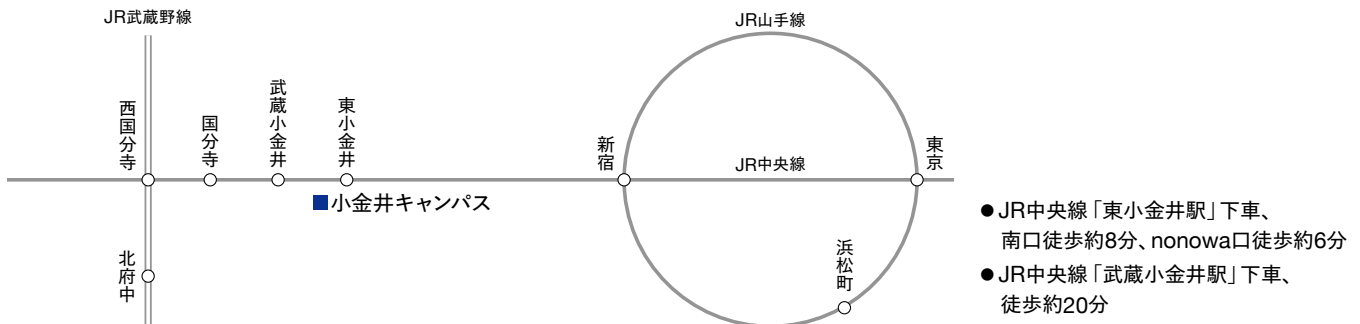 JR武蔵野線
JR山手線
西国分寺
国分寺
武蔵小金井
東小金井
新宿
JR中央線
東京
■小金井キャンパス
北府中
浜松町
●JR中央線「東小金井駅」下車、
南口徒歩約8分、nonowa口徒歩約6分
●JR中央線「武蔵小金井駅」下車、
徒歩約20分